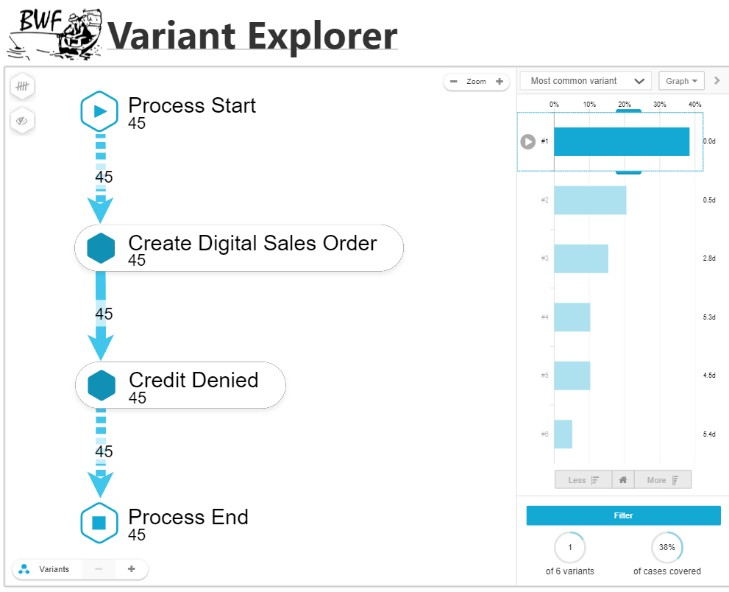 BWF
Variant Explorer
Zoom
Process Start
45
45
Create Digital Sales Order
45
45
Credit Denied
45
45
Process End
45
Variants
Most common variant
Graph
0% 10% 20% 30% 40%
#1 0.0d
#2 0.5d
#3 2.8d
#4 5.3d
#5 4.5d
#6 5.4d
Less More
Filter
1 38%
of 6 variants of cases covered